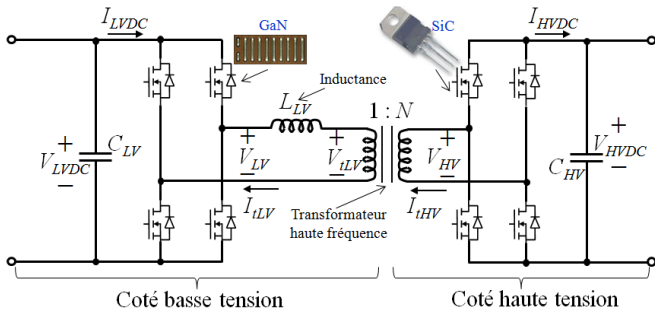 I_LVDC
GaN
SiC
I_HVDC
Inductance
L_LV
1 : N
+
V_LVDC
−
C_LV
+
V_LV
−
+
V_tLV
−
+
V_HV
−
+
V_HVDC
−
C_HV
I_tLV
I_tHV
Transformateur
haute fréquence
Coté basse tension
Coté haute tension